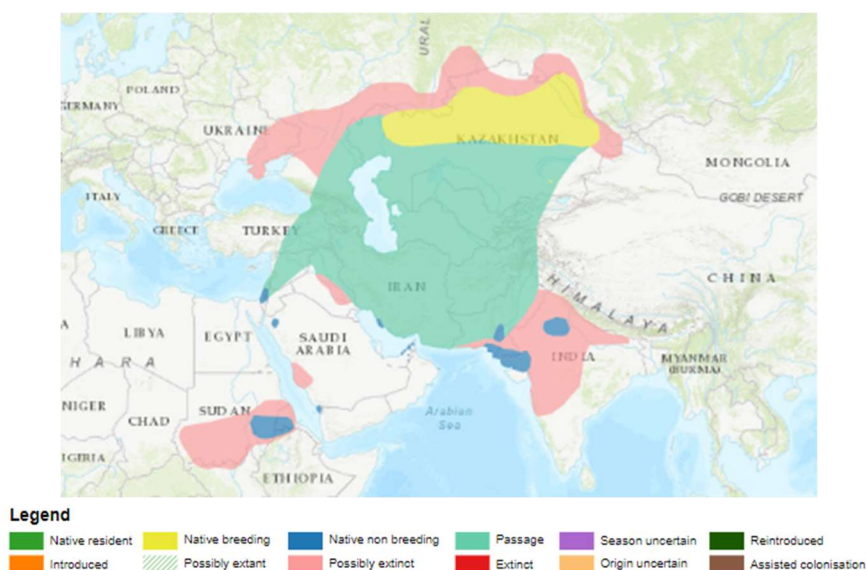 URAL
POLAND
GERMANY
UKRAINE
KAZAKHSTAN
MONGOLIA
GOBI DESERT
ITALY
GREECE
TURKEY
CHINA
IRAN
HIMALAYA
LIBYA
EGYPT
SAUDI
ARABIA
INDIA
MYANMAR
(BURMA)
A
HARA
NIGER
CHAD
SUDAN
Arabian
Sea
IGERIA
ETHIOPIA
Legend
Native resident Native breeding Native non breeding Passage Season uncertain Reintroduced
Introduced Possibly extant Possibly extinct Extinct Origin uncertain Assisted colonisation